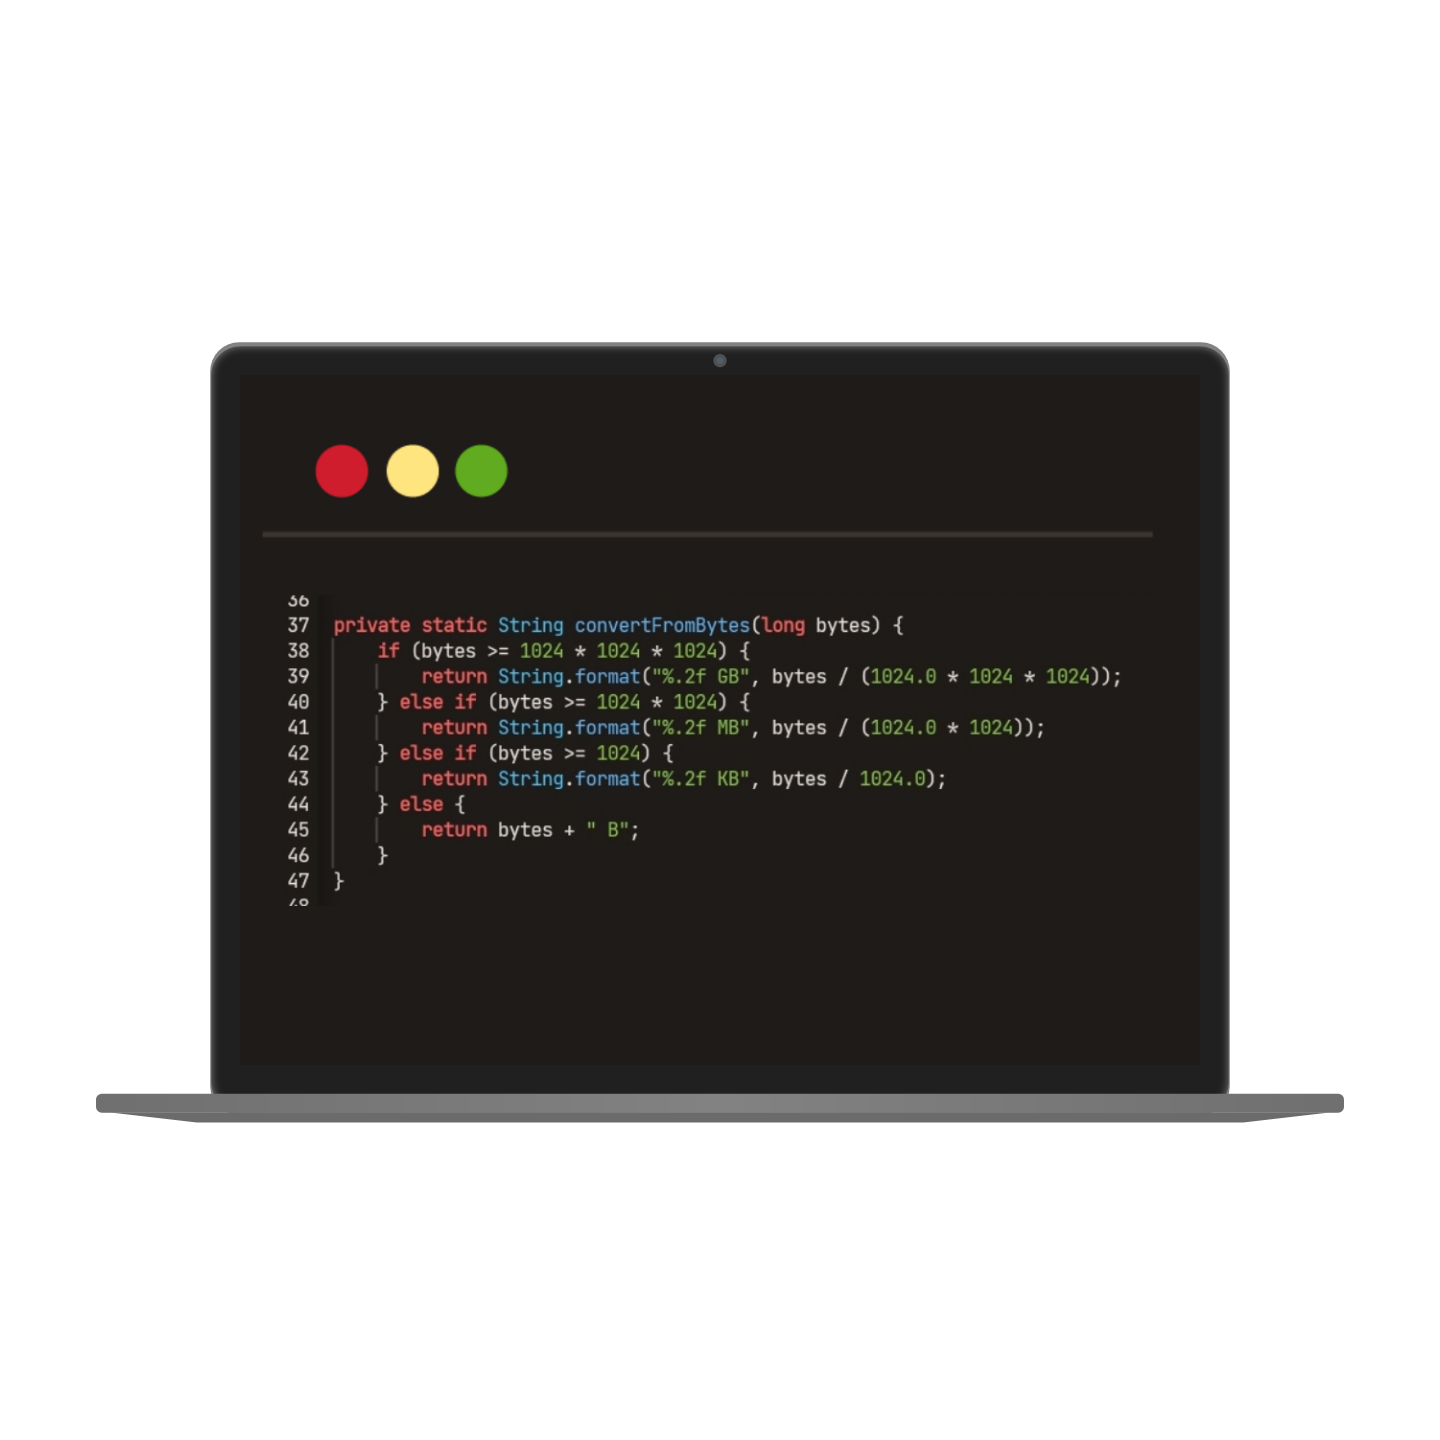 36
37 private static String convertFromBytes(long bytes) {
38     if (bytes >= 1024 * 1024 * 1024) {
39         return String.format("%.2f GB", bytes / (1024.0 * 1024 * 1024));
40     } else if (bytes >= 1024 * 1024) {
41         return String.format("%.2f MB", bytes / (1024.0 * 1024));
42     } else if (bytes >= 1024) {
43         return String.format("%.2f KB", bytes / 1024.0);
44     } else {
45         return bytes + " B";
46     }
47 }
48